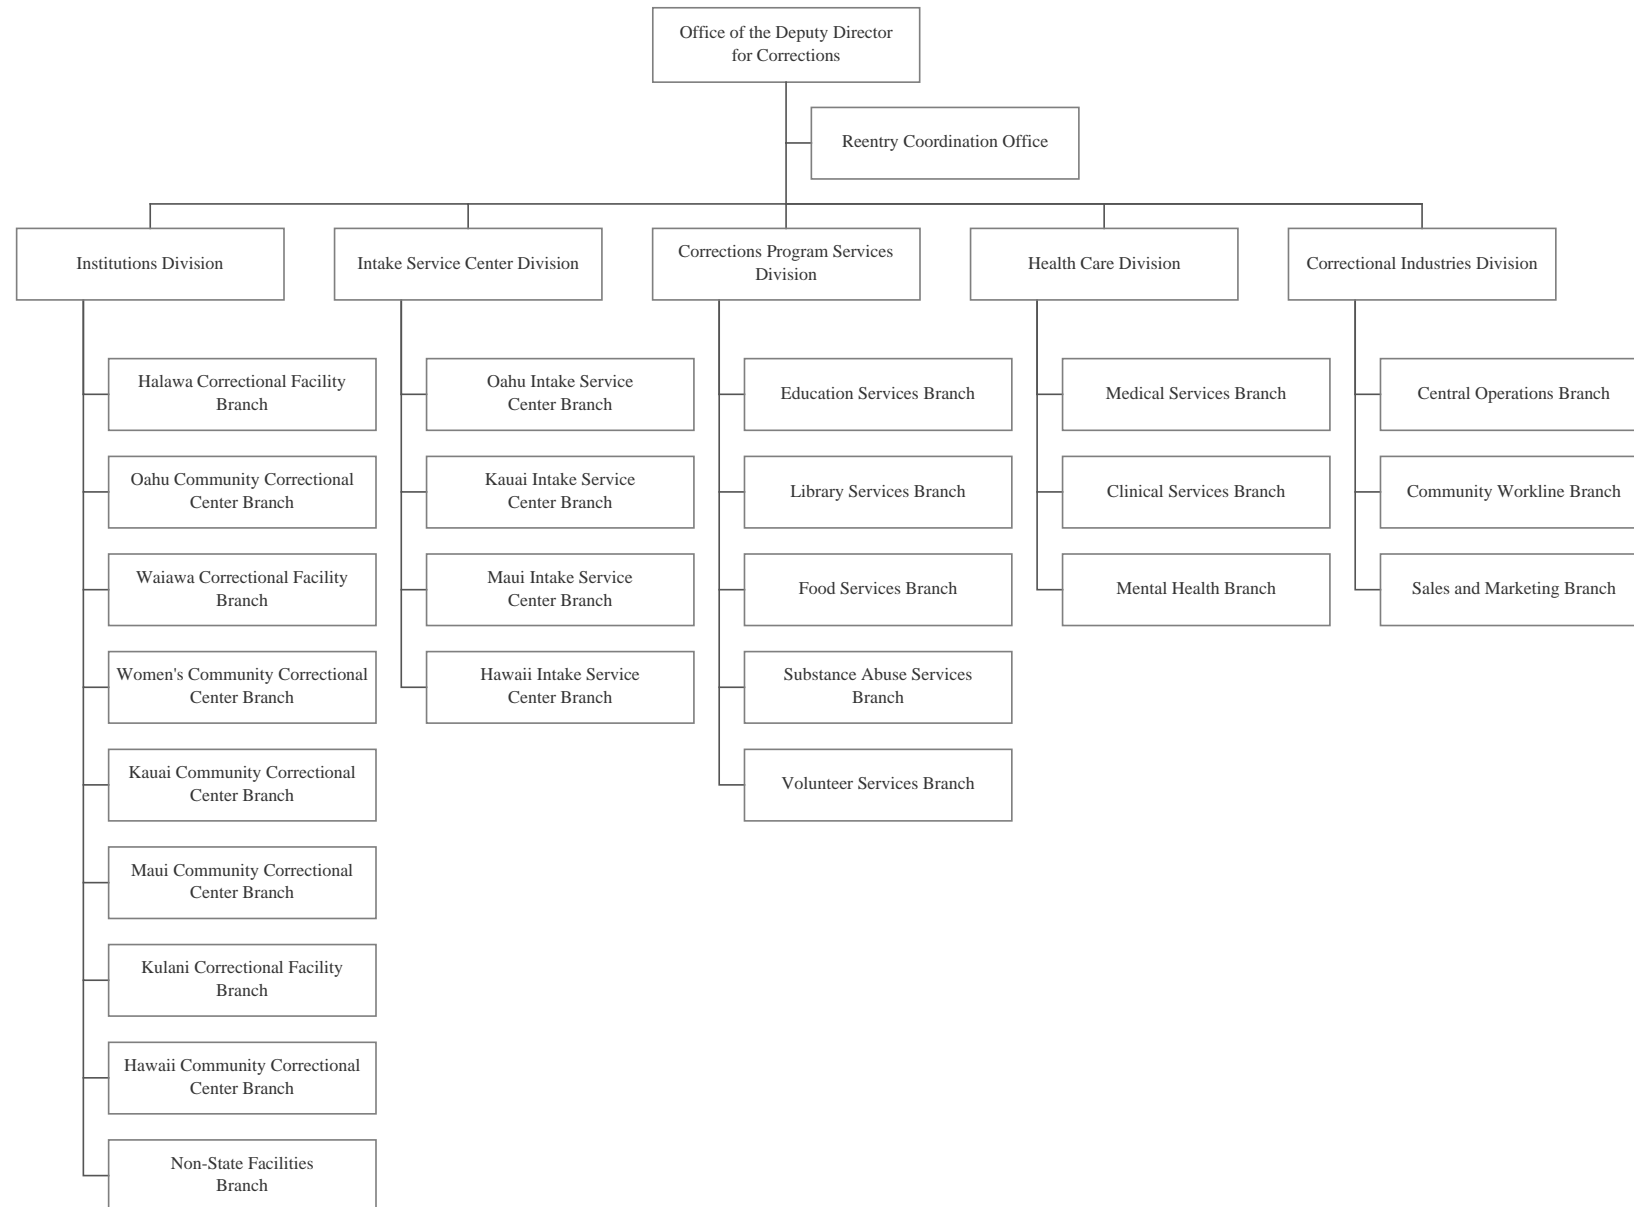 Office of the Deputy Director
for Corrections
Reentry Coordination Office
Institutions Division
Intake Service Center Division
Corrections Program Services
Division
Health Care Division
Correctional Industries Division
Halawa Correctional Facility
Branch
Oahu Community Correctional
Center Branch
Waiawa Correctional Facility
Branch
Women's Community Correctional
Center Branch
Kauai Community Correctional
Center Branch
Maui Community Correctional
Center Branch
Kulani Correctional Facility
Branch
Hawaii Community Correctional
Center Branch
Non-State Facilities
Branch
Oahu Intake Service
Center Branch
Kauai Intake Service
Center Branch
Maui Intake Service
Center Branch
Hawaii Intake Service
Center Branch
Education Services Branch
Library Services Branch
Food Services Branch
Substance Abuse Services
Branch
Volunteer Services Branch
Medical Services Branch
Clinical Services Branch
Mental Health Branch
Central Operations Branch
Community Workline Branch
Sales and Marketing Branch